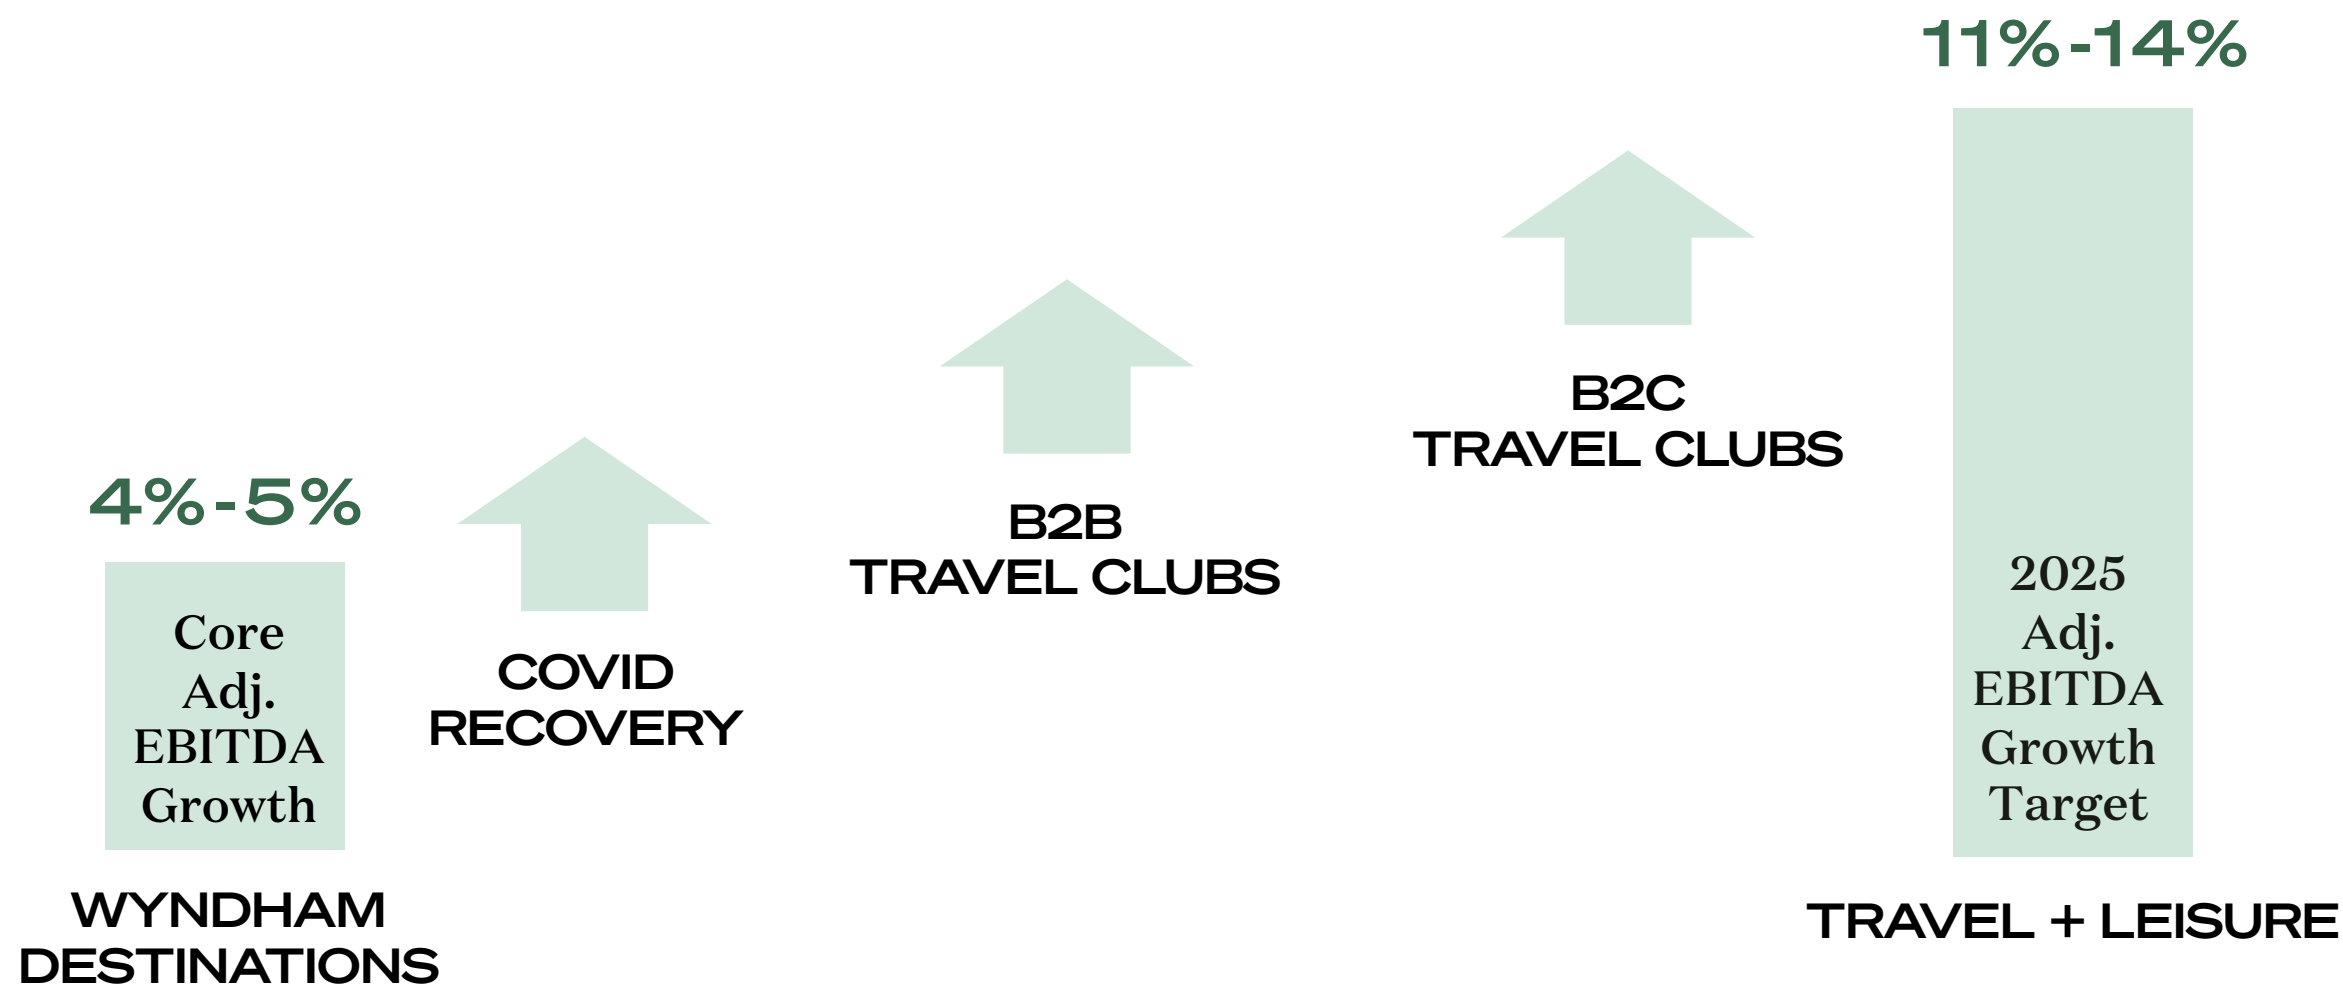 4%-5%
Core
Adj.
EBITDA
Growth
WYNDHAM
DESTINATIONS
COVID
RECOVERY
B2B
TRAVEL CLUBS
B2C
TRAVEL CLUBS
11%-14%
2025
Adj.
EBITDA
Growth
Target
TRAVEL + LEISURE